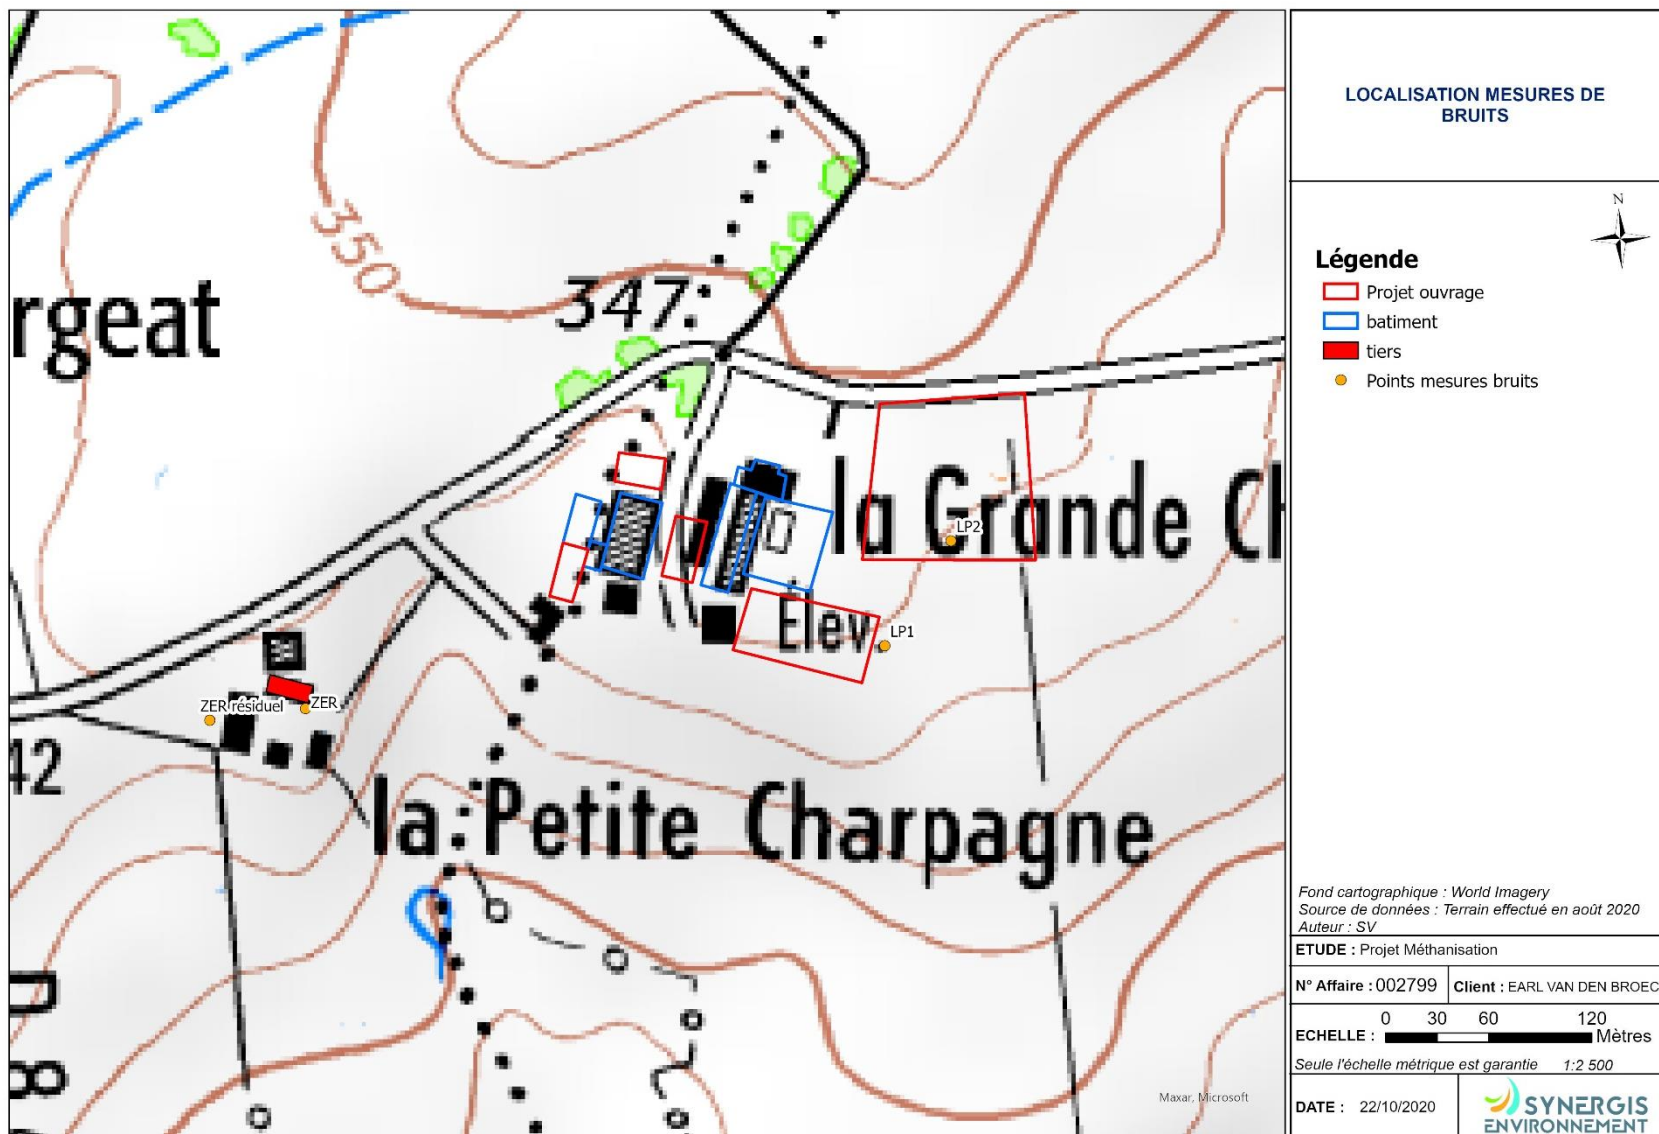 rgeat
350
347
la Grande Ch
LP2
Elev.
LP1
ZER résiduel
ZER
42
la Petite Charpagne
D 8
Maxar, Microsoft
LOCALISATION MESURES DE
BRUITS
N
Légende
Projet ouvrage
batiment
tiers
Points mesures bruits
Fond cartographique : World Imagery
Source de données : Terrain effectué en août 2020
Auteur : SV
ETUDE : Projet Méthanisation
N° Affaire : 002799 Client : EARL VAN DEN BROEC
ECHELLE : 0 30 60 120 Mètres
Seule l'échelle métrique est garantie 1:2 500
DATE : 22/10/2020
SYNERGIS
ENVIRONNEMENT